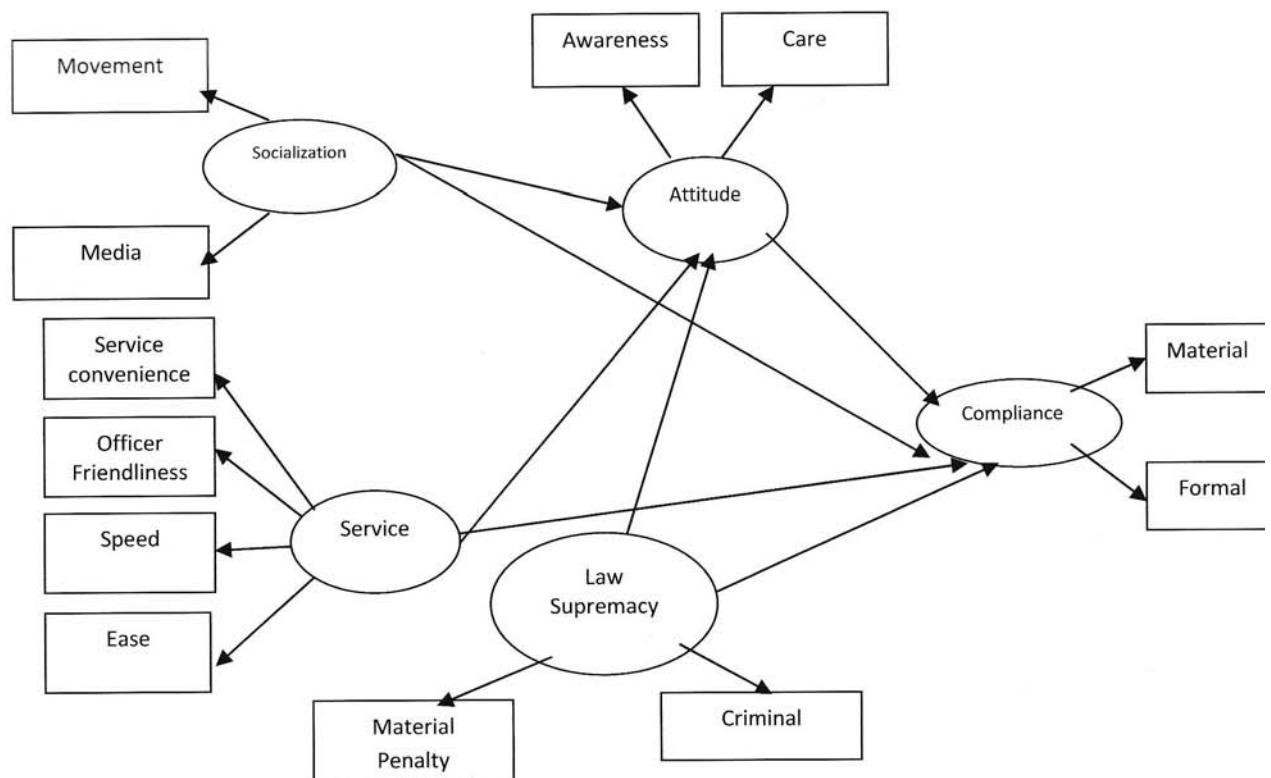 Movement
Awareness
Care
Socialization
Attitude
Media
Service
convenience
Material
Compliance
Officer
Friendliness
Formal
Speed
Service
Law
Supremacy
Ease
Material
Penalty
Criminal